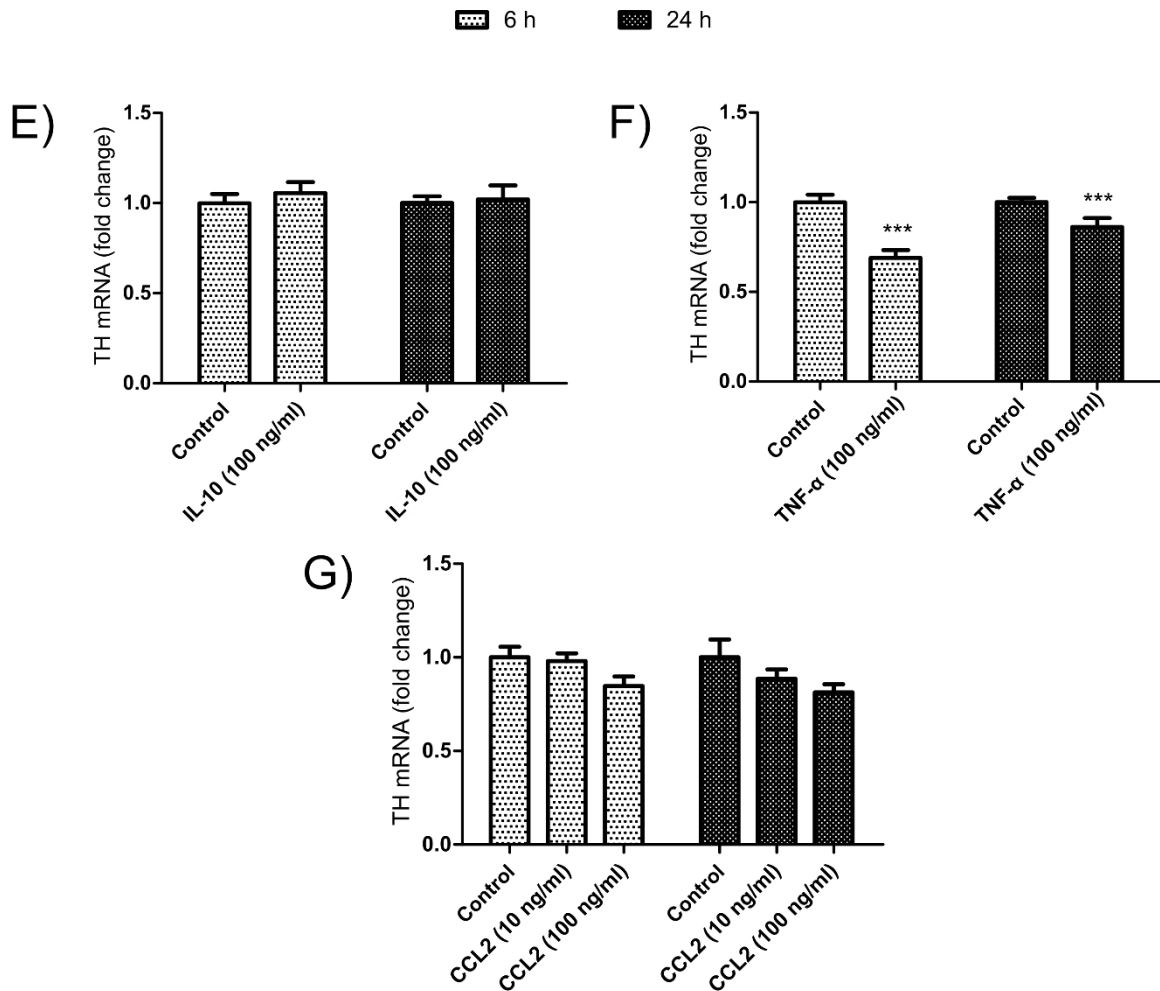 6 h 24 h
E)
TH mRNA (fold change)
1.5
1.0
0.5
0.0
Control
IL-10 (100 ng/ml)
Control
IL-10 (100 ng/ml)
F)
TH mRNA (fold change)
1.5
1.0
0.5
0.0
***
***
Control
TNF-α (100 ng/ml)
Control
TNF-α (100 ng/ml)
G)
TH mRNA (fold change)
1.5
1.0
0.5
0.0
Control
CCL2 (10 ng/ml)
CCL2 (100 ng/ml)
Control
CCL2 (10 ng/ml)
CCL2 (100 ng/ml)